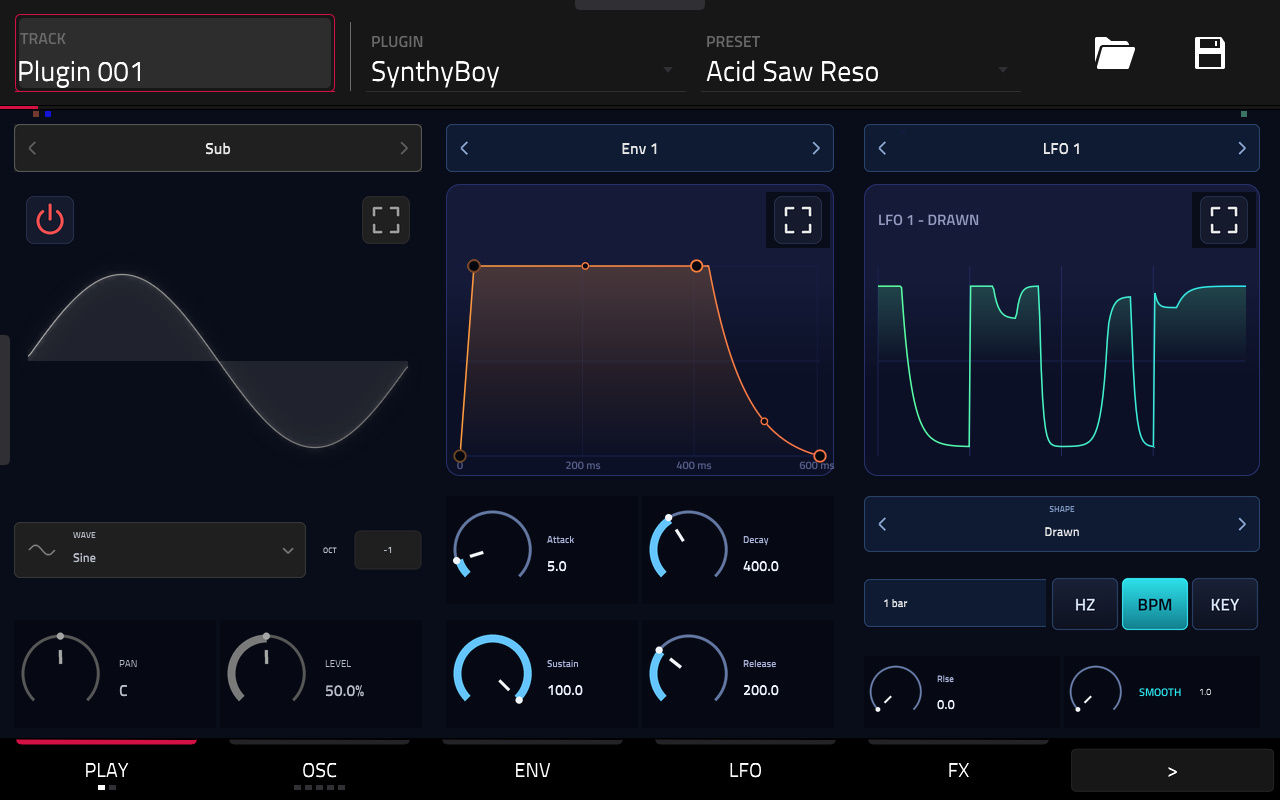 TRACK
Plugin 001
PLUGIN
SynthyBoy
PRESET
Acid Saw Reso
Sub
Env 1
LFO 1
LFO 1 - DRAWN
0
200 ms
400 ms
600 ms
WAVE
Sine
OCT
-1
Attack
5.0
Decay
400.0
SHAPE
Drawn
1 bar
HZ
BPM
KEY
PAN
C
LEVEL
50.0%
Sustain
100.0
Release
200.0
Rise
0.0
SMOOTH
1.0
PLAY
OSC
ENV
LFO
FX
>